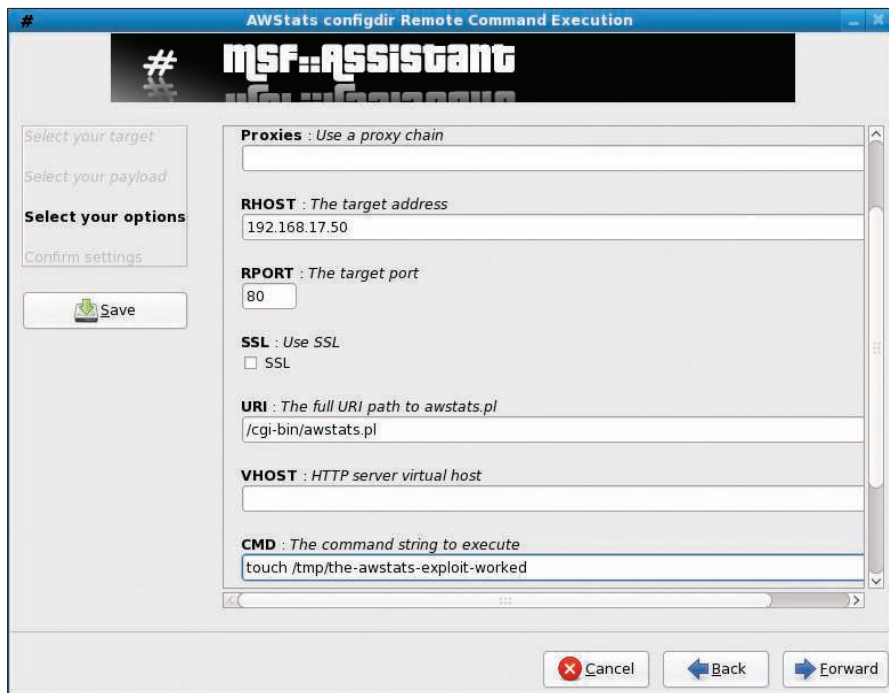 #
AWStats configdir Remote Command Execution
# MSF::Assistant
Select your target
Select your payload
Select your options
Confirm settings
Save
Proxies : Use a proxy chain
RHOST : The target address
192.168.17.50
RPORT : The target port
80
SSL : Use SSL
SSL
URI : The full URI path to awstats.pl
/cgi-bin/awstats.pl
VHOST : HTTP server virtual host
CMD : The command string to execute
touch /tmp/the-awstats-exploit-worked
Cancel
Back
Forward